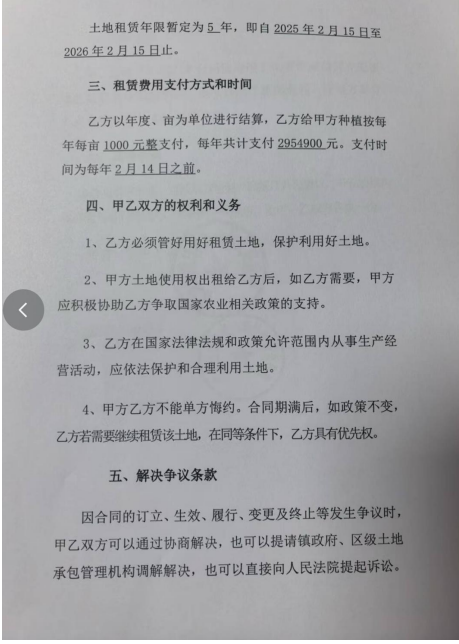 土地租赁年限暂定为 5 年，即自 2025 年 2 月 15 日至
2026 年 2 月 15 日止。
三、租赁费用支付方式和时间
乙方以年度、亩为单位进行结算，乙方给甲方种植按每
年每亩 1000 元整支付，每年共计支付 2954900 元。支付时
间为每年 2 月 14 日之前。
四、甲乙双方的权利和义务
1、乙方必须管好用好租赁土地，保护利用好土地。
2、甲方土地使用权出租给乙方后，如乙方需要，甲方
应积极协助乙方争取国家农业相关政策的支持。
3、乙方在国家法律法规和政策允许范围内从事生产经
营活动，应依法保护和合理利用土地。
4、甲方乙方不能单方悔约。合同期满后，如政策不变，
乙方若需要继续租赁该土地，在同等条件下，乙方具有优先权。
五、解决争议条款
因合同的订立、生效、履行、变更及终止等发生争议时，
甲乙双方可以通过协商解决，也可以提请镇政府、区级土地
承包管理机构调解解决，也可以直接向人民法院提起诉讼。